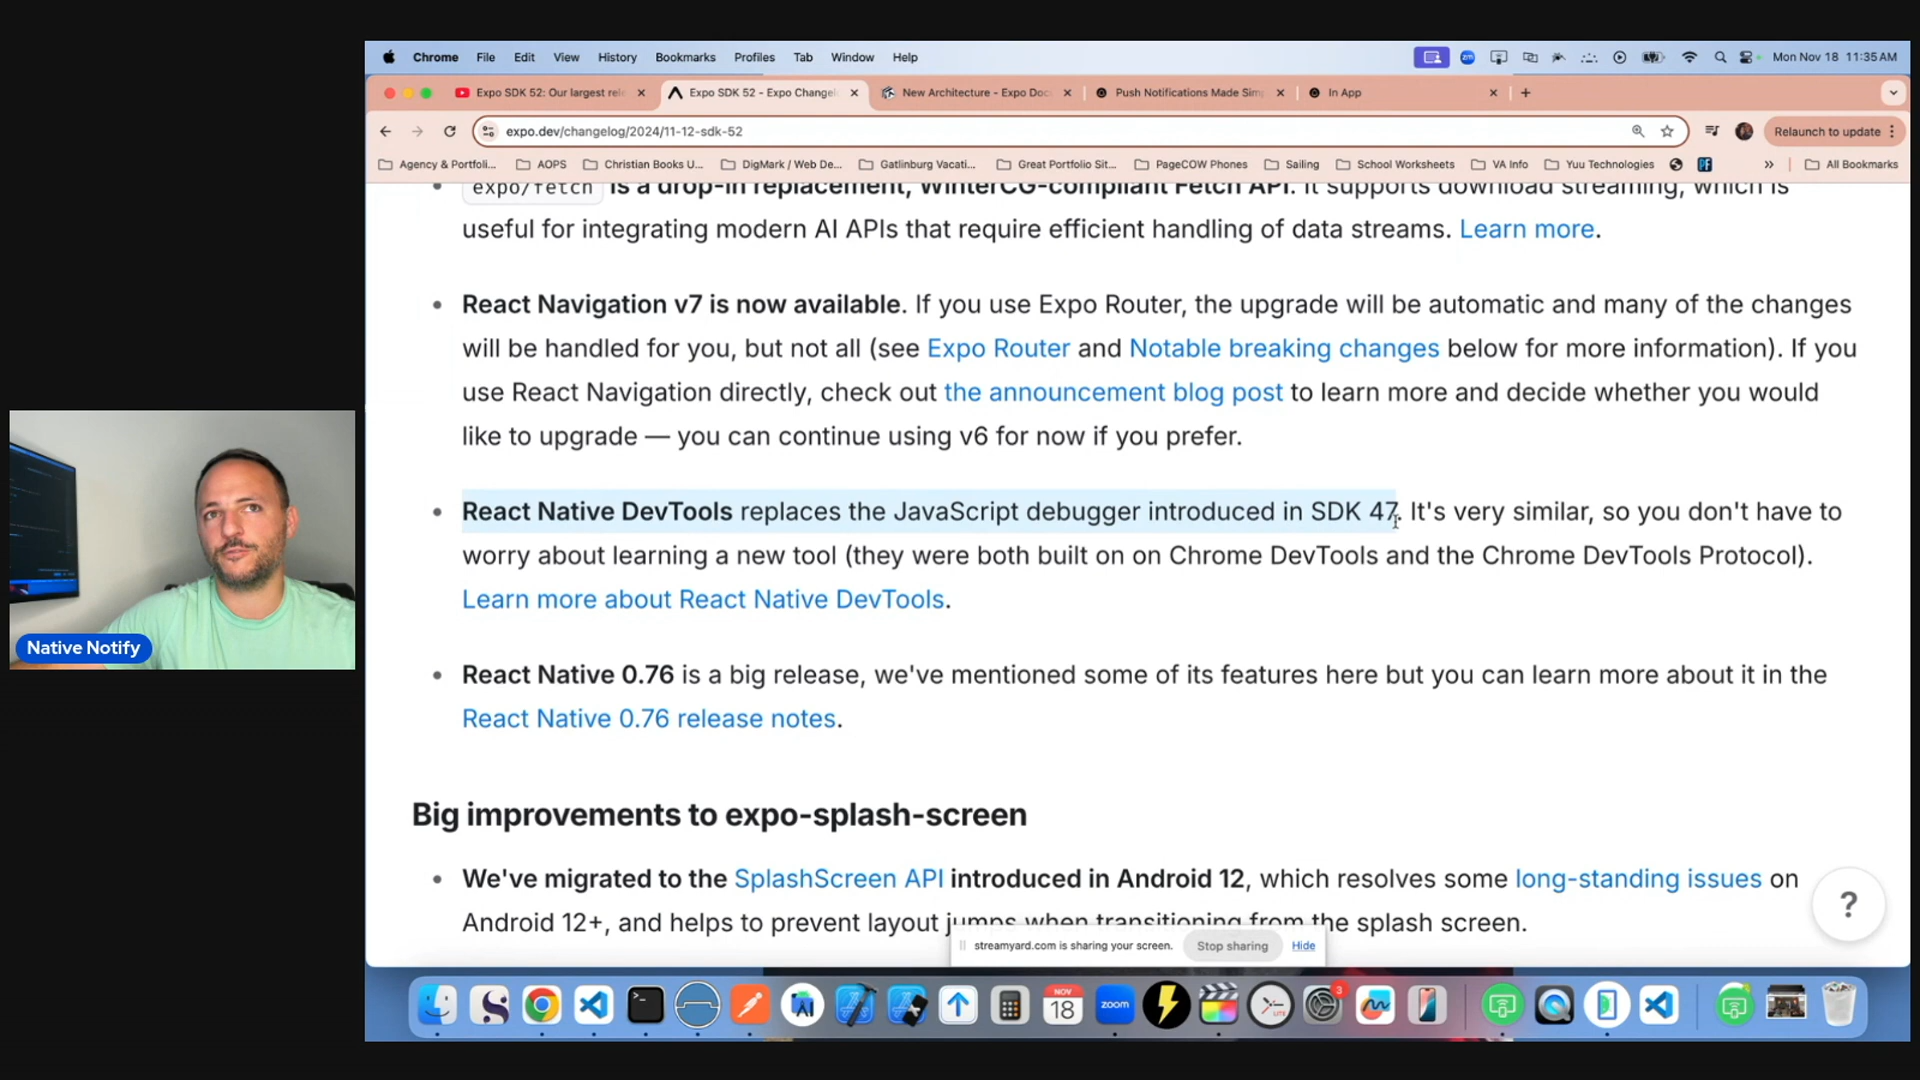 Chrome File Edit View History Bookmarks Profiles Tab Window Help
zm
Mon Nov 18 11:35 AM
Expo SDK 52: Our largest rele
Expo SDK 52 - Expo Changel
New Architecture - Expo Doc
Push Notifications Made Sim
In App
expo.dev/changelog/2024/11-12-sdk-52
Relaunch to update
Agency & Portfoli...
AOPS
Christian Books U...
DigMark / Web De...
Gatlinburg Vacati...
Great Portfolio Sit...
PageCOW Phones
Sailing
School Worksheets
VA Info
Yuu Technologies
All Bookmarks
expo/fetch is a drop-in replacement, WinterCG-compliant Fetch API. It supports download streaming, which is
useful for integrating modern AI APIs that require efficient handling of data streams. Learn more.
React Navigation v7 is now available. If you use Expo Router, the upgrade will be automatic and many of the changes
will be handled for you, but not all (see Expo Router and Notable breaking changes below for more information). If you
use React Navigation directly, check out the announcement blog post to learn more and decide whether you would
like to upgrade — you can continue using v6 for now if you prefer.
React Native DevTools replaces the JavaScript debugger introduced in SDK 47. It's very similar, so you don't have to
worry about learning a new tool (they were both built on on Chrome DevTools and the Chrome DevTools Protocol).
Learn more about React Native DevTools.
React Native 0.76 is a big release, we've mentioned some of its features here but you can learn more about it in the
React Native 0.76 release notes.
Big improvements to expo-splash-screen
We've migrated to the SplashScreen API introduced in Android 12, which resolves some long-standing issues on
Android 12+, and helps to prevent layout jumps when transitioning from the splash screen.
?
streamyard.com is sharing your screen. Stop sharing Hide
Native Notify
NOV
18
zoom
LITE
3